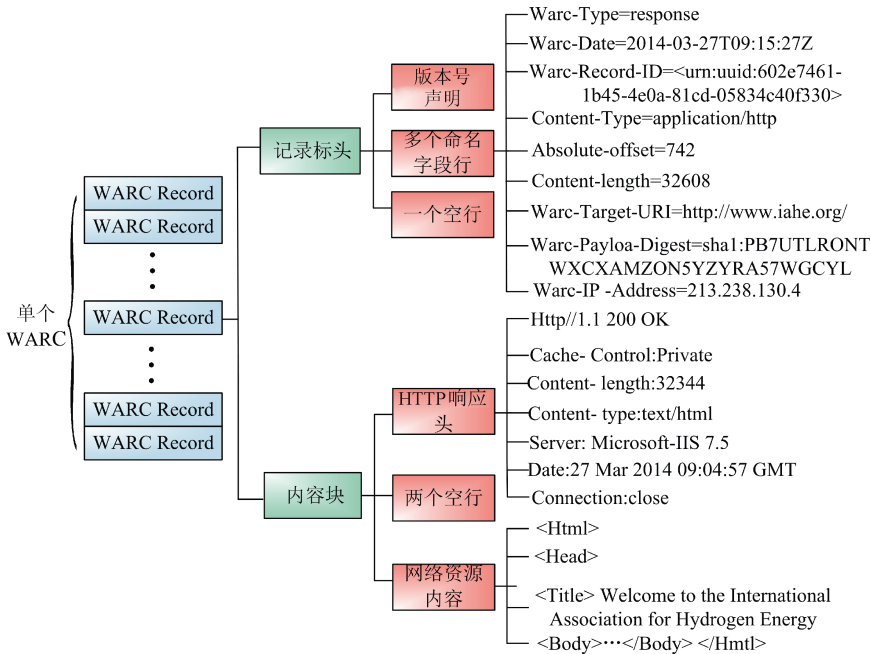 单个
WARC
WARC Record
WARC Record
WARC Record
WARC Record
WARC Record
记录标头
内容块
版本号
声明
多个命名
字段行
一个空行
HTTP响应
头
两个空行
网络资源
内容
Warc-Type=response
Warc-Date=2014-03-27T09:15:27Z
Warc-Record-ID=<urn:uuid:602e7461-
1b45-4e0a-81cd-05834c40f330>
Content-Type=application/http
Absolute-offset=742
Content-length=32608
Warc-Target-URI=http://www.iahe.org/
Warc-Payloa-Digest=sha1:PB7UTLRONT
WXCXAMZON5YZYRA57WGCYL
Warc-IP -Address=213.238.130.4
Http//1.1 200 OK
Cache- Control:Private
Content- length:32344
Content- type:text/html
Server: Microsoft-IIS 7.5
Date:27 Mar 2014 09:04:57 GMT
Connection:close
<Html>
<Head>
<Title> Welcome to the International
Association for Hydrogen Energy
<Body>···</Body> </Hmtl>